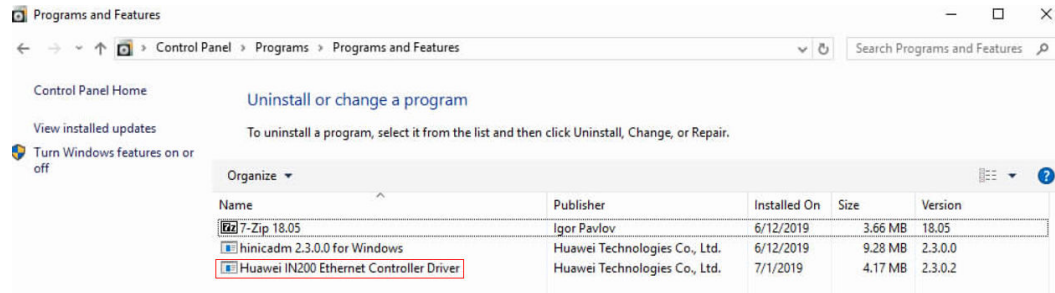 Programs and Features
Control Panel > Programs > Programs and Features
Search Programs and Features
Control Panel Home
View installed updates
Turn Windows features on or
off
Uninstall or change a program
To uninstall a program, select it from the list and then click Uninstall, Change, or Repair.
Organize
Name Publisher Installed On Size Version
7-Zip 18.05 Igor Pavlov 6/12/2019 3.66 MB 18.05
hinicadm 2.3.0.0 for Windows Huawei Technologies Co., Ltd. 6/12/2019 9.28 MB 2.3.0.0
Huawei IN200 Ethernet Controller Driver Huawei Technologies Co., Ltd. 7/1/2019 4.17 MB 2.3.0.2